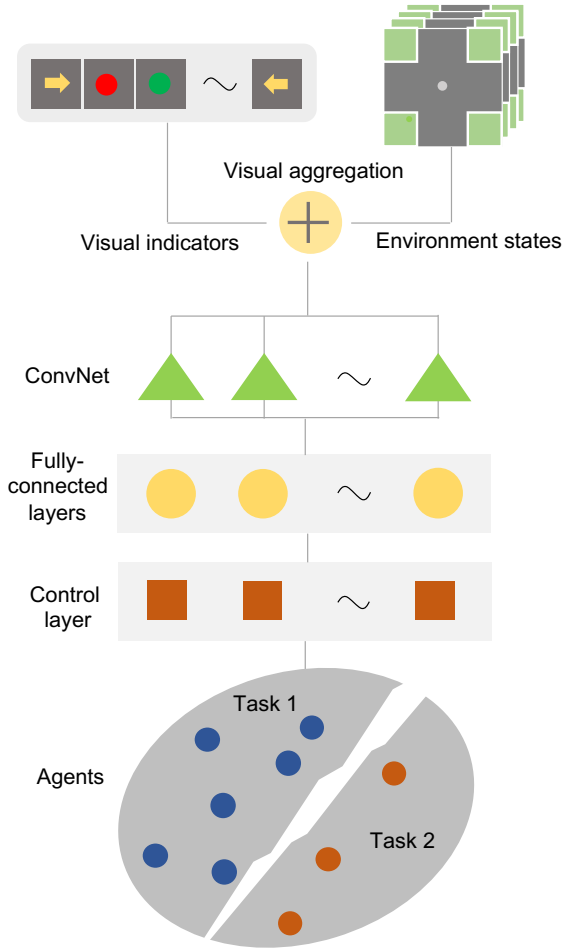 Visual aggregation
Visual indicators
Environment states
ConvNet
Fully-
connected
layers
Control
layer
Task 1
Agents
Task 2